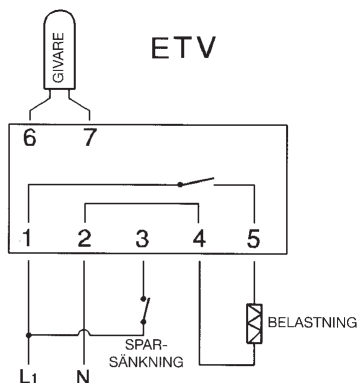 ETV
GIVARE
6 7
1 2 3 4 5
BELASTNING
SPAR-
SÄNKNING
L1 N